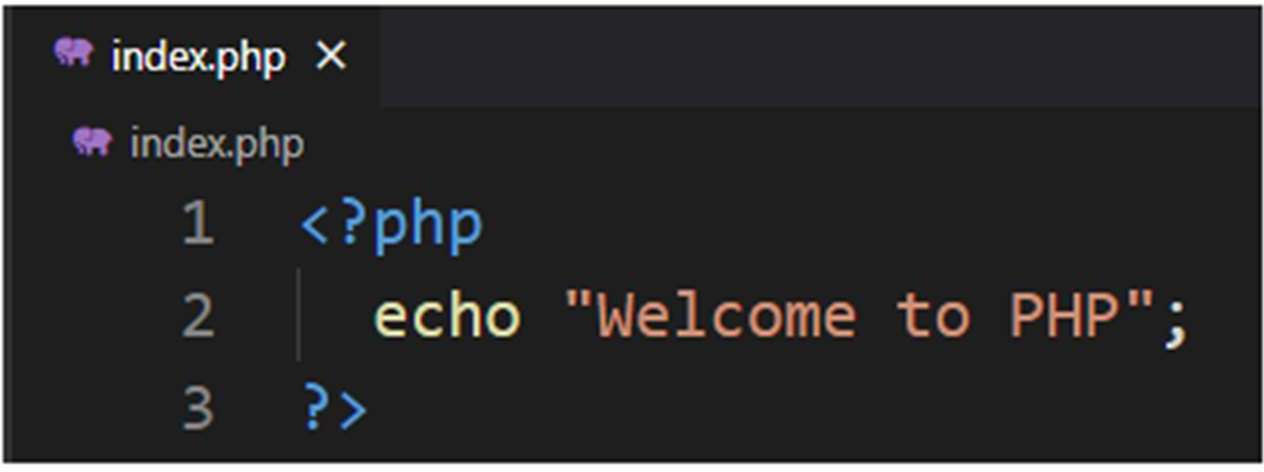 index.php ×
index.php
1 <?php
2 echo "Welcome to PHP";
3 ?>